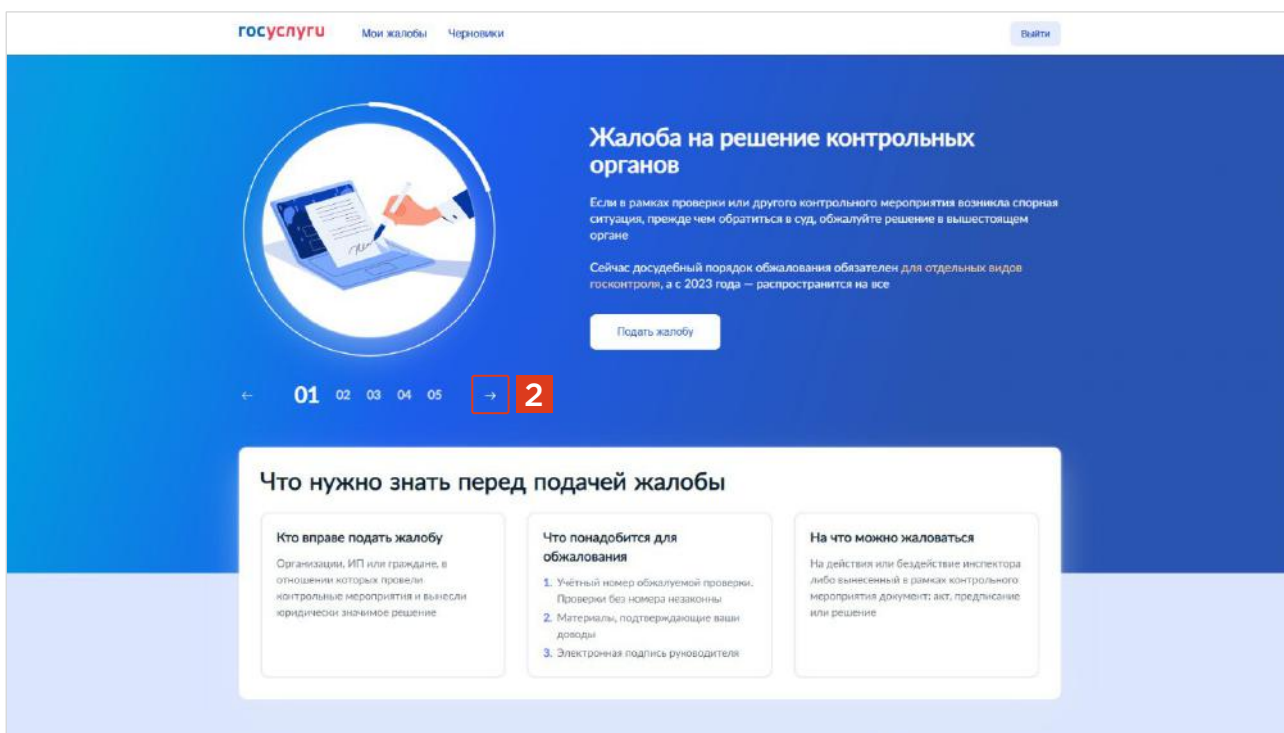 госуслуги Мои жалобы Черновики Выйти
Жалоба на решение контрольных
органов
Если в рамках проверки или другого контрольного мероприятия возникла спорная
ситуация, прежде чем обратиться в суд, обжалуйте решение в вышестоящем
органе
Сейчас досудебный порядок обжалования обязателен для отдельных видов
госконтроля, а с 2023 года — распространится на все
Подать жалобу
← 01 02 03 04 05 → 2
Что нужно знать перед подачей жалобы
Кто вправе подать жалобу
Организации, ИП или граждане, в
отношении которых провели
контрольные мероприятия и вынесли
юридически значимое решение
Что понадобится для
обжалования
1. Учётный номер обжалуемой проверки.
Проверки без номера незаконны
2. Материалы, подтверждающие ваши
доводы
3. Электронная подпись руководителя
На что можно жаловаться
На действия или бездействие инспектора
либо вынесенный в рамках контрольного
мероприятия документ: акт, предписание
или решение